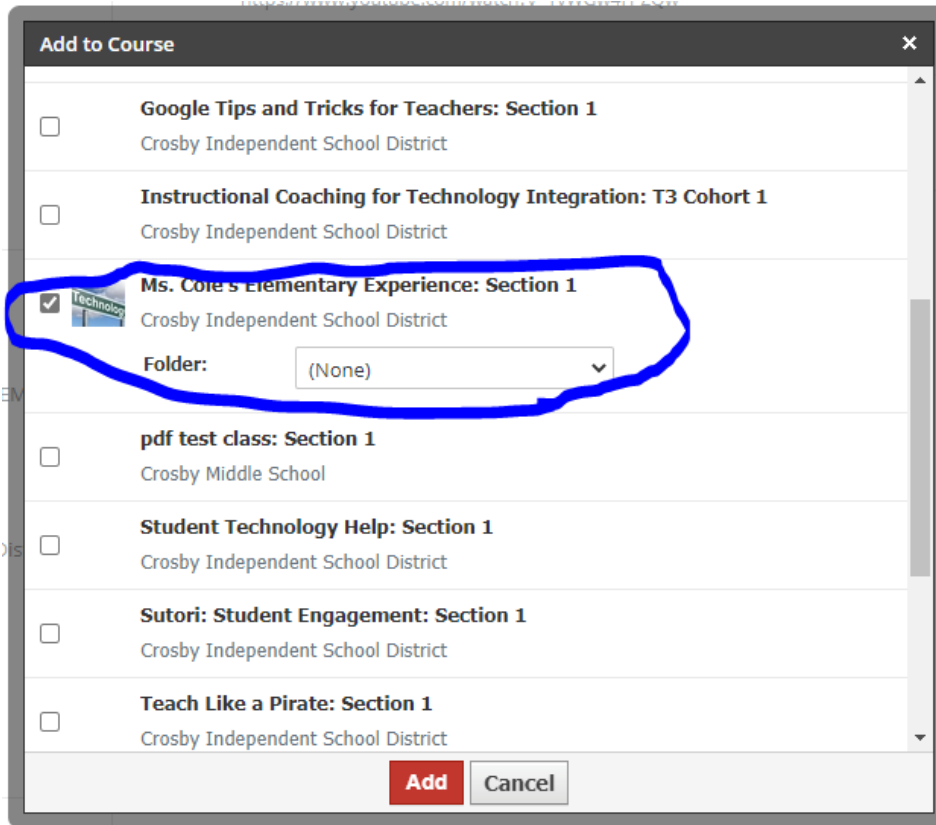 Add to Course ×
Google Tips and Tricks for Teachers: Section 1
Crosby Independent School District
Instructional Coaching for Technology Integration: T3 Cohort 1
Crosby Independent School District
Ms. Cole's Elementary Experience: Section 1
Technolog
Crosby Independent School District
Folder:
(None)
pdf test class: Section 1
Crosby Middle School
Student Technology Help: Section 1
Dis
Crosby Independent School District
Sutori: Student Engagement: Section 1
Crosby Independent School District
Teach Like a Pirate: Section 1
Crosby Independent School District
Add
Cancel